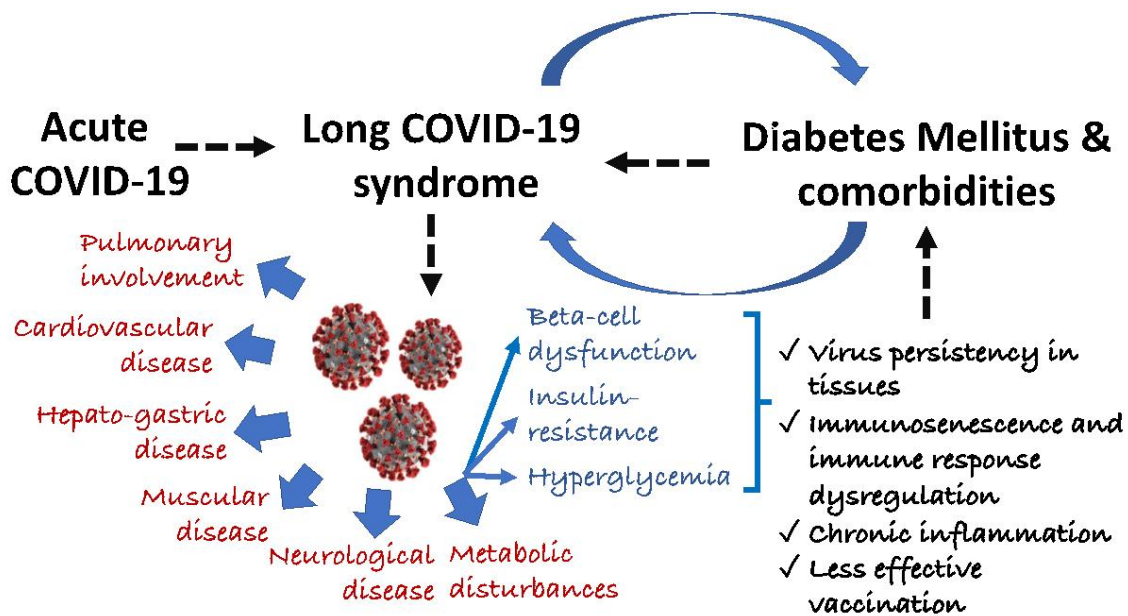 Acute
COVID-19
Long COVID-19
syndrome
Diabetes Mellitus &
comorbidities
Pulmonary
involvement
Cardiovascular
disease
Hepato-gastric
disease
Muscular
disease
Neurological
disease
Metabolic
disturbances
Beta-cell
dysfunction
Insulin-
resistance
Hyperglycemia
✓ Virus persistency in
tissues
✓ Immunosenescence and
immune response
dysregulation
✓ Chronic inflammation
✓ Less effective
vaccination